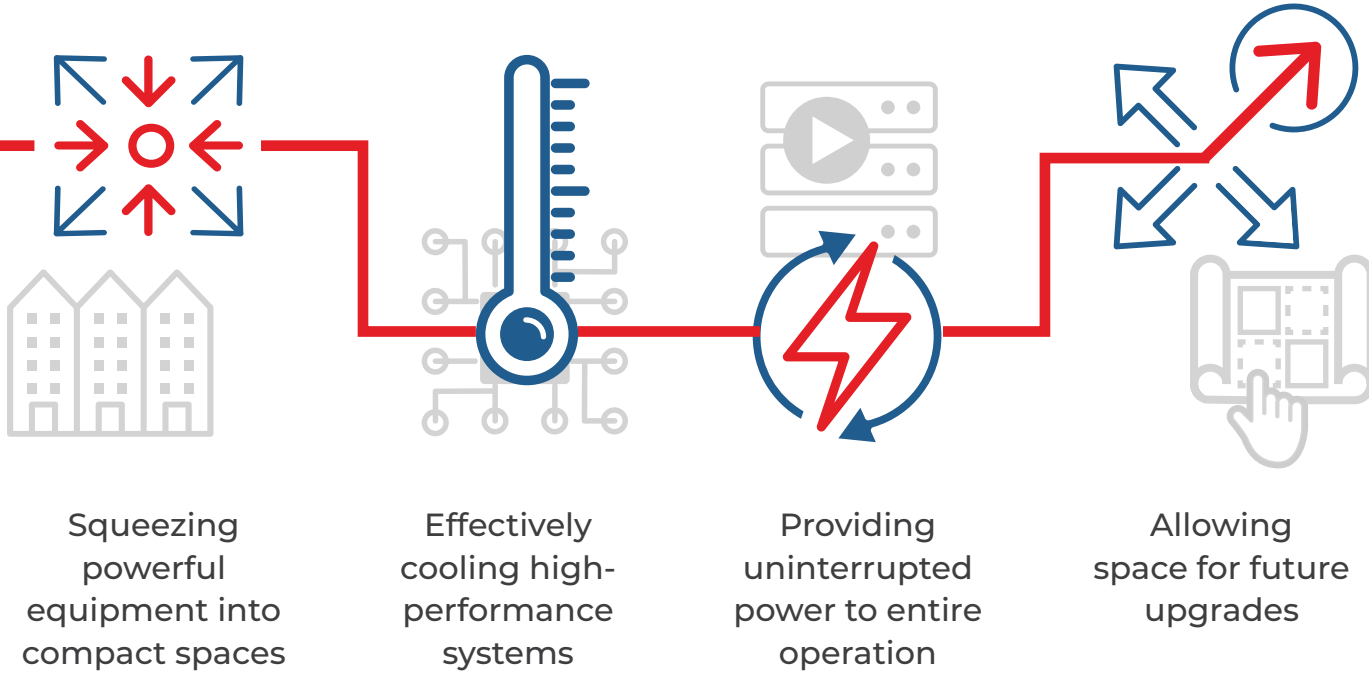 Squeezing
powerful
equipment into
compact spaces
Effectively
cooling high-
performance
systems
Providing
uninterrupted
power to entire
operation
Allowing
space for future
upgrades